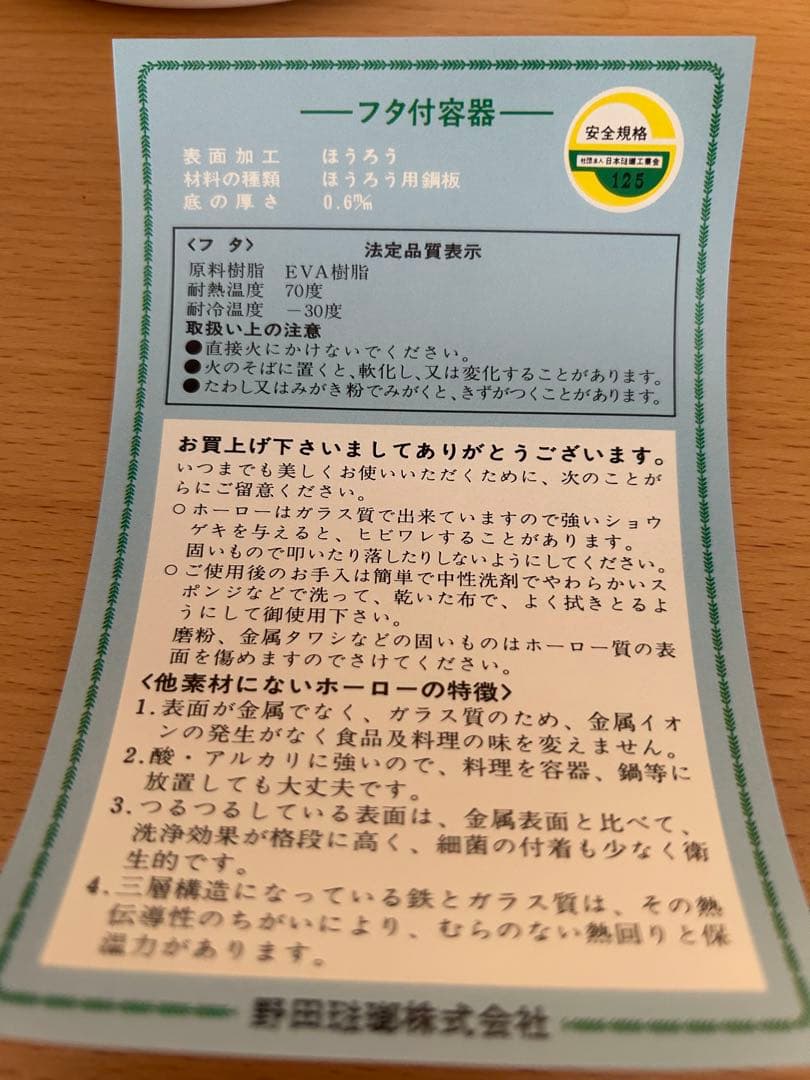 フタ付容器
安全規格
社団法人 日本琺瑯工業会
125
表面加工 ほうろう
材料の種類 ほうろう用鋼板
底の厚さ 0.6㎜
〈フタ〉 法定品質表示
原料樹脂 EVA樹脂
耐熱温度 70度
耐冷温度 －30度
取扱い上の注意
●直接火にかけないでください。
●火のそばに置くと、軟化し、又は変化することがあります。
●たわし又はみがき粉でみがくと、きずがつくことがあります。
お買上げ下さいましてありがとうございます。
いつまでも美しくお使いいただくために、次のことが
らにご留意ください。
○ホーローはガラス質で出来ていますので強いショウ
ゲキを与えると、ヒビワレすることがあります。
固いもので叩いたり落したりしないようにしてください。
○ご使用後のお手入は簡単で中性洗剤でやわらかいス
ポンジなどで洗って、乾いた布で、よく拭きとるよ
うにして御使用下さい。
磨粉、金属タワシなどの固いものはホーロー質の表
面を傷めますのでさけてください。
〈他素材にないホーローの特徴〉
1.表面が金属でなく、ガラス質のため、金属イオ
ンの発生がなく食品及料理の味を変えません。
2.酸・アルカリに強いので、料理を容器、鍋等に
放置しても大丈夫です。
3.つるつるしている表面は、金属表面と比べて、
洗浄効果が格段に高く、細菌の付着も少なく衛
生的です。
4.三層構造になっている鉄とガラス質は、その熱
伝導性のちがいにより、むらのない熱回りと保
温力があります。
野田琺瑯株式会社